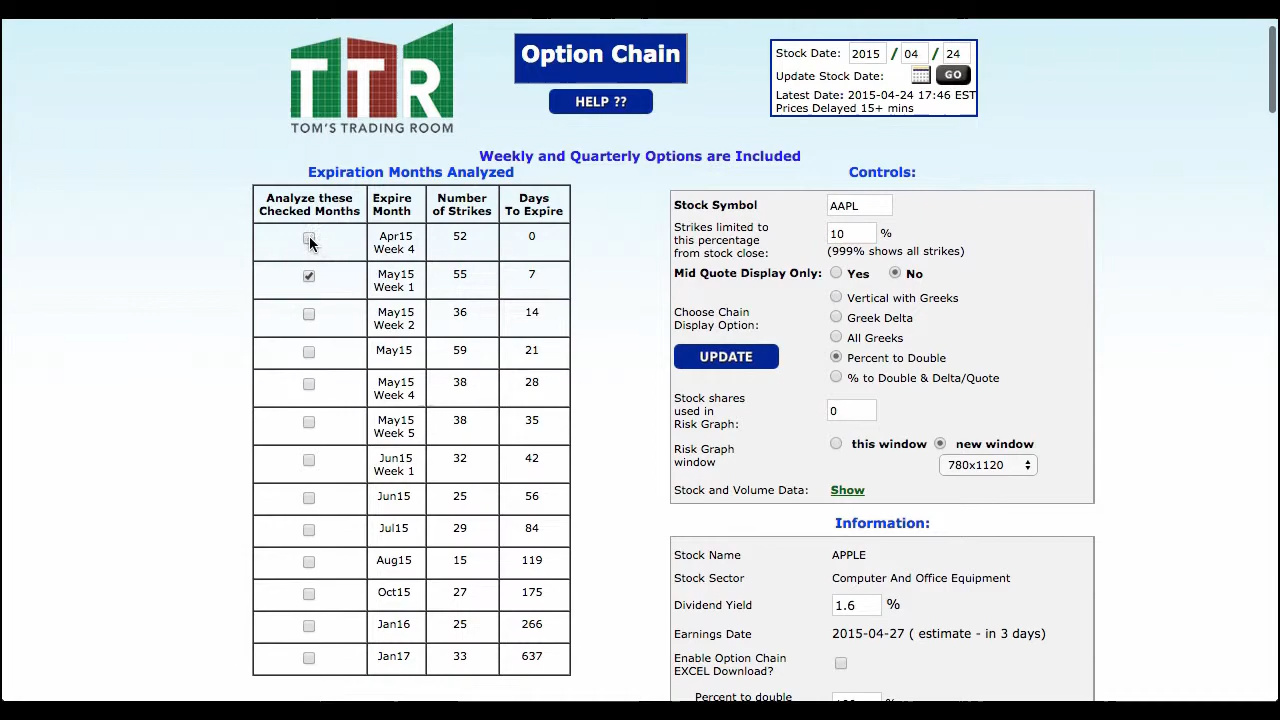 TTR
TOM'S TRADING ROOM
Option Chain
HELP ??
Stock Date: 2015 / 04 / 24
Update Stock Date: GO
Latest Date: 2015-04-24 17:46 EST
Prices Delayed 15+ mins
Weekly and Quarterly Options are Included
Expiration Months Analyzed
Analyze these Checked Months Expire Month Number of Strikes Days To Expire
Apr15 Week 4 52 0
May15 Week 1 55 7
May15 Week 2 36 14
May15 59 21
May15 Week 4 38 28
May15 Week 5 38 35
Jun15 Week 1 32 42
Jun15 25 56
Jul15 29 84
Aug15 15 119
Oct15 27 175
Jan16 25 266
Jan17 33 637
Controls:
Stock Symbol AAPL
Strikes limited to
this percentage
from stock close:
10 %
(999% shows all strikes)
Mid Quote Display Only: Yes No
Choose Chain
Display Option:
Vertical with Greeks
Greek Delta
All Greeks
Percent to Double
% to Double & Delta/Quote
UPDATE
Stock shares
used in
Risk Graph:
0
Risk Graph
window
this window new window
780x1120
Stock and Volume Data: Show
Information:
Stock Name APPLE
Stock Sector Computer And Office Equipment
Dividend Yield 1.6 %
Earnings Date 2015-04-27 ( estimate - in 3 days)
Enable Option Chain
EXCEL Download?
Percent to double